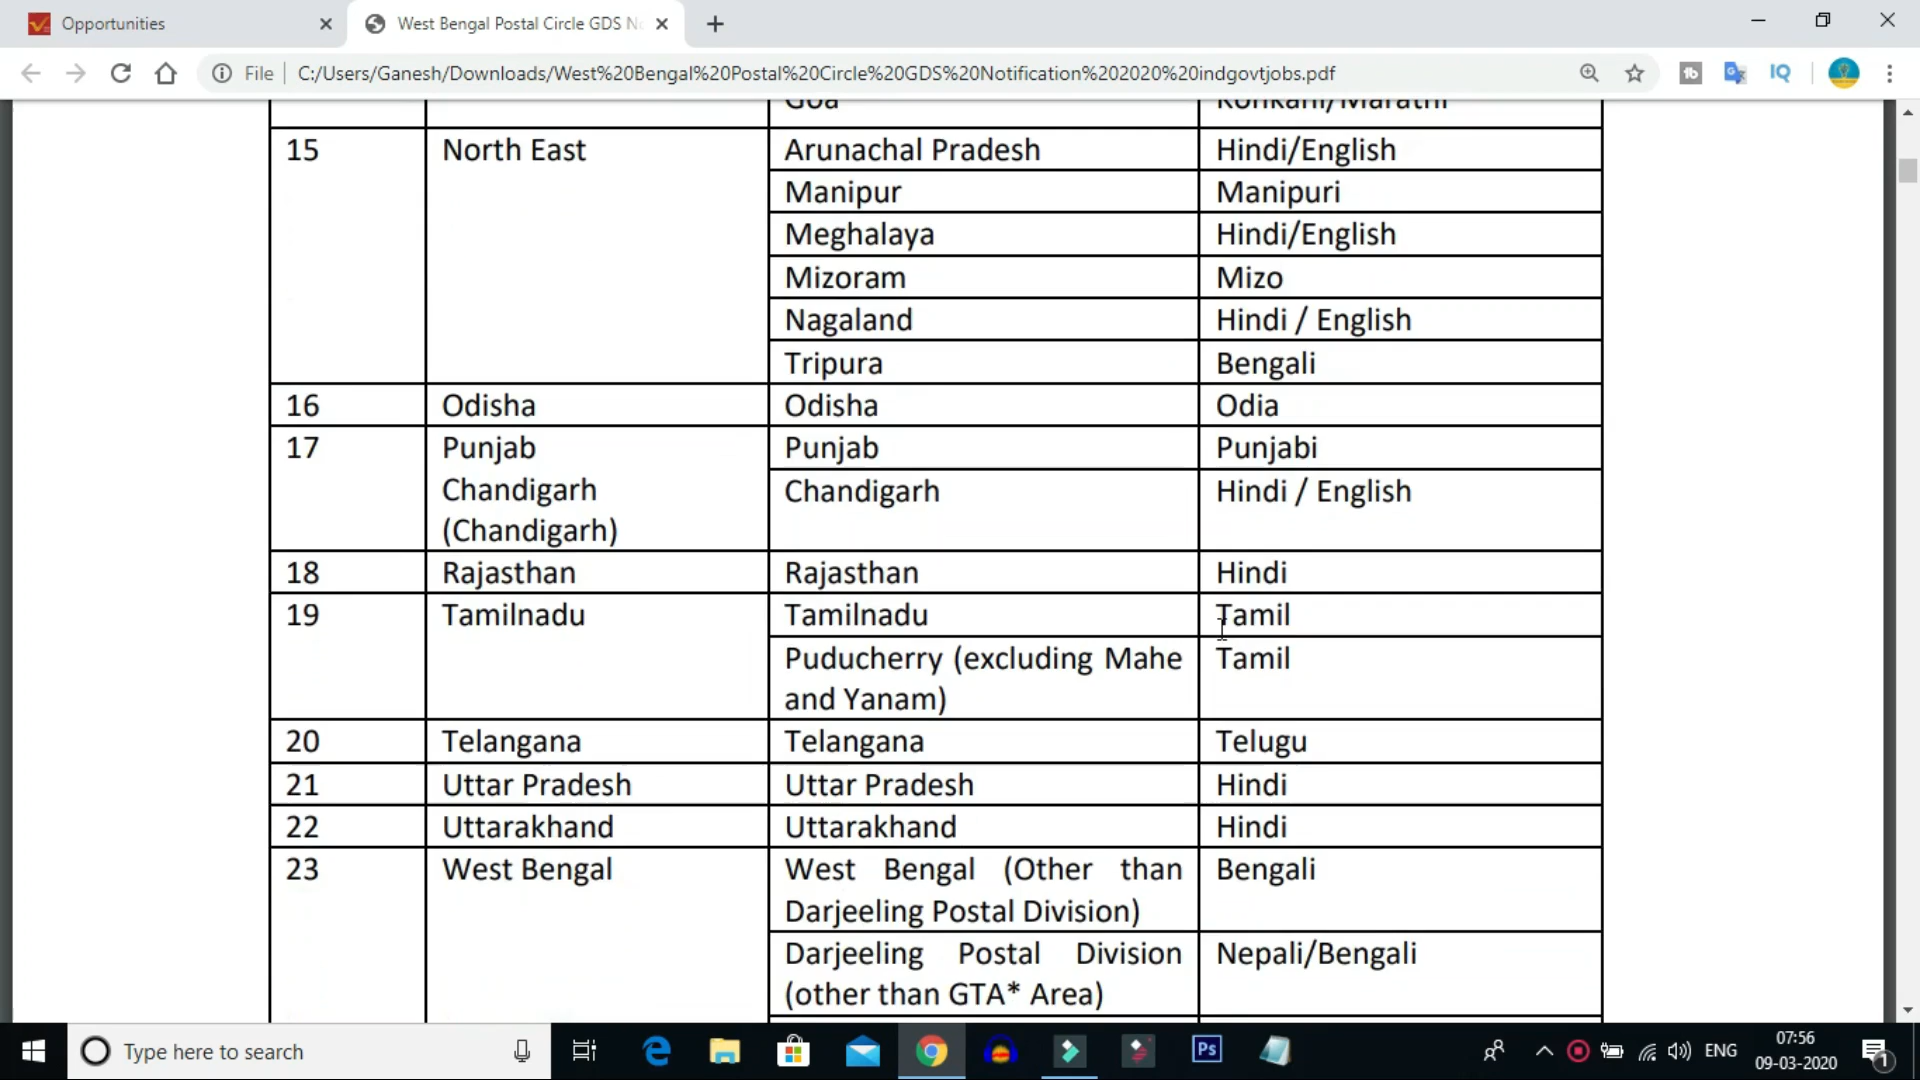 Opportunities
West Bengal Postal Circle GDS N
File C:/Users/Ganesh/Downloads/West%20Bengal%20Postal%20Circle%20GDS%20Notification%202020%20indgovtjobs.pdf
Goa Konkani/Marathi
15 North East Arunachal Pradesh Hindi/English
Manipur Manipuri
Meghalaya Hindi/English
Mizoram Mizo
Nagaland Hindi / English
Tripura Bengali
16 Odisha Odisha Odia
17 Punjab Punjab Punjabi
Chandigarh Chandigarh Hindi / English
(Chandigarh)
18 Rajasthan Rajasthan Hindi
19 Tamilnadu Tamilnadu Tamil
Puducherry (excluding Mahe Tamil
and Yanam)
20 Telangana Telangana Telugu
21 Uttar Pradesh Uttar Pradesh Hindi
22 Uttarakhand Uttarakhand Hindi
23 West Bengal West Bengal (Other than Bengali
Darjeeling Postal Division)
Darjeeling Postal Division Nepali/Bengali
(other than GTA* Area)
Type here to search
Ps
ENG
07:56
09-03-2020
1